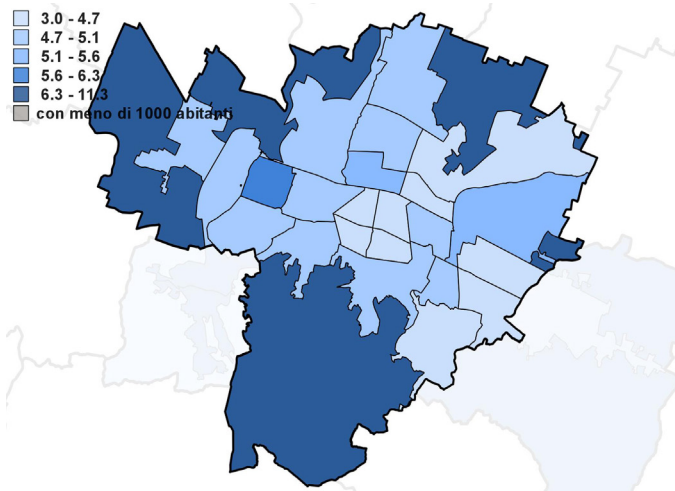 3.0 - 4.7
4.7 - 5.1
5.1 - 5.6
5.6 - 6.3
6.3 - 11.3
con meno di 1000 abitanti